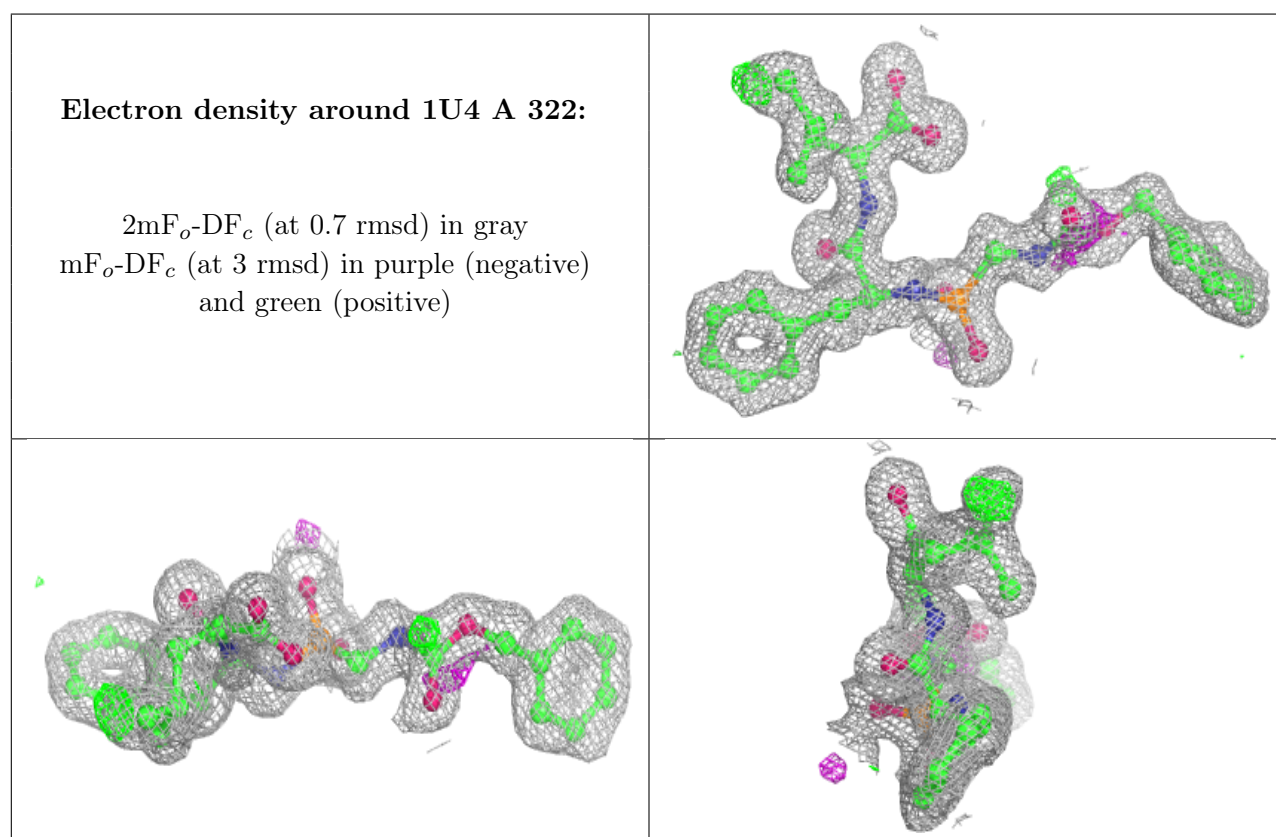 Electron density around 1U4 A 322:
2mFo-DFc (at 0.7 rmsd) in gray
mFo-DFc (at 3 rmsd) in purple (negative)
and green (positive)